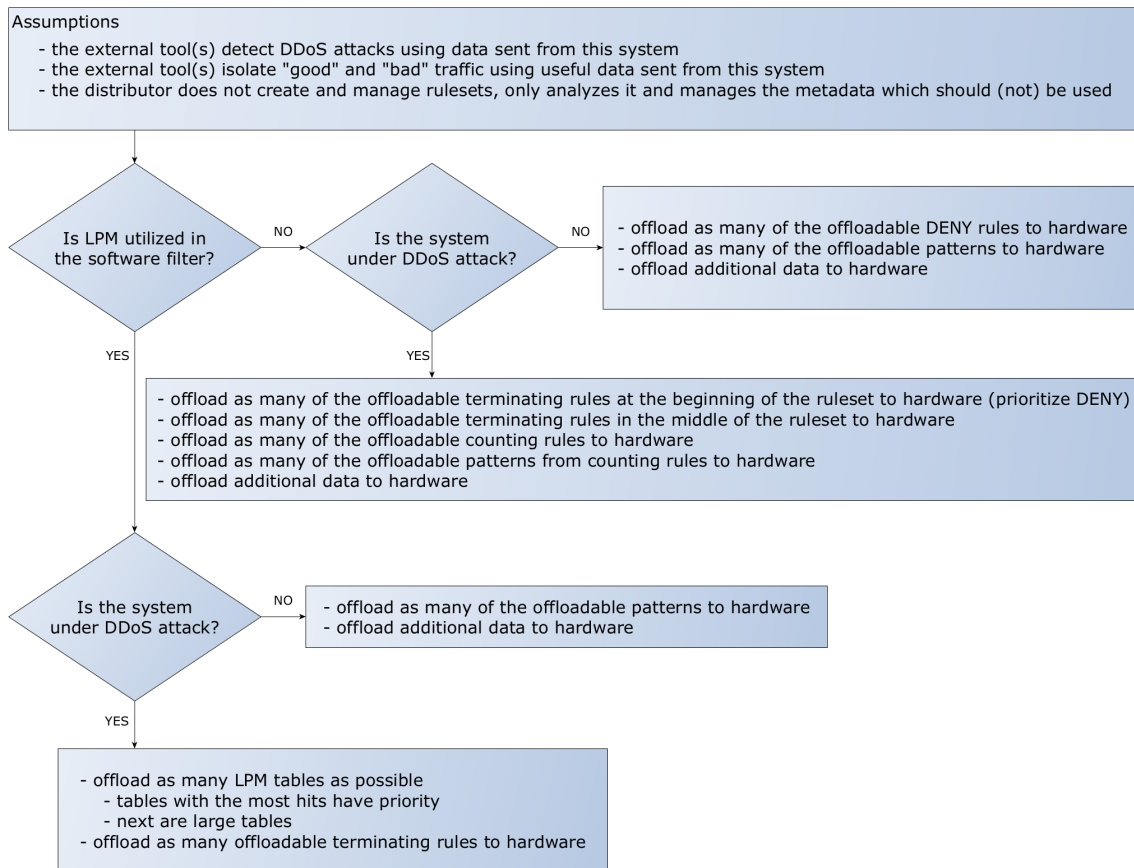 Assumptions
- the external tool(s) detect DDoS attacks using data sent from this system
- the external tool(s) isolate "good" and "bad" traffic using useful data sent from this system
- the distributor does not create and manage rulesets, only analyzes it and manages the metadata which should (not) be used
Is LPM utilized in
the software filter?
NO
Is the system
under DDoS attack?
NO
- offload as many of the offloadable DENY rules to hardware
- offload as many of the offloadable patterns to hardware
- offload additional data to hardware
YES
YES
- offload as many of the offloadable terminating rules at the beginning of the ruleset to hardware (prioritize DENY)
- offload as many of the offloadable terminating rules in the middle of the ruleset to hardware
- offload as many of the offloadable counting rules to hardware
- offload as many of the offloadable patterns from counting rules to hardware
- offload additional data to hardware
Is the system
under DDoS attack?
NO
- offload as many of the offloadable patterns to hardware
- offload additional data to hardware
YES
- offload as many LPM tables as possible
- tables with the most hits have priority
- next are large tables
- offload as many offloadable terminating rules to hardware